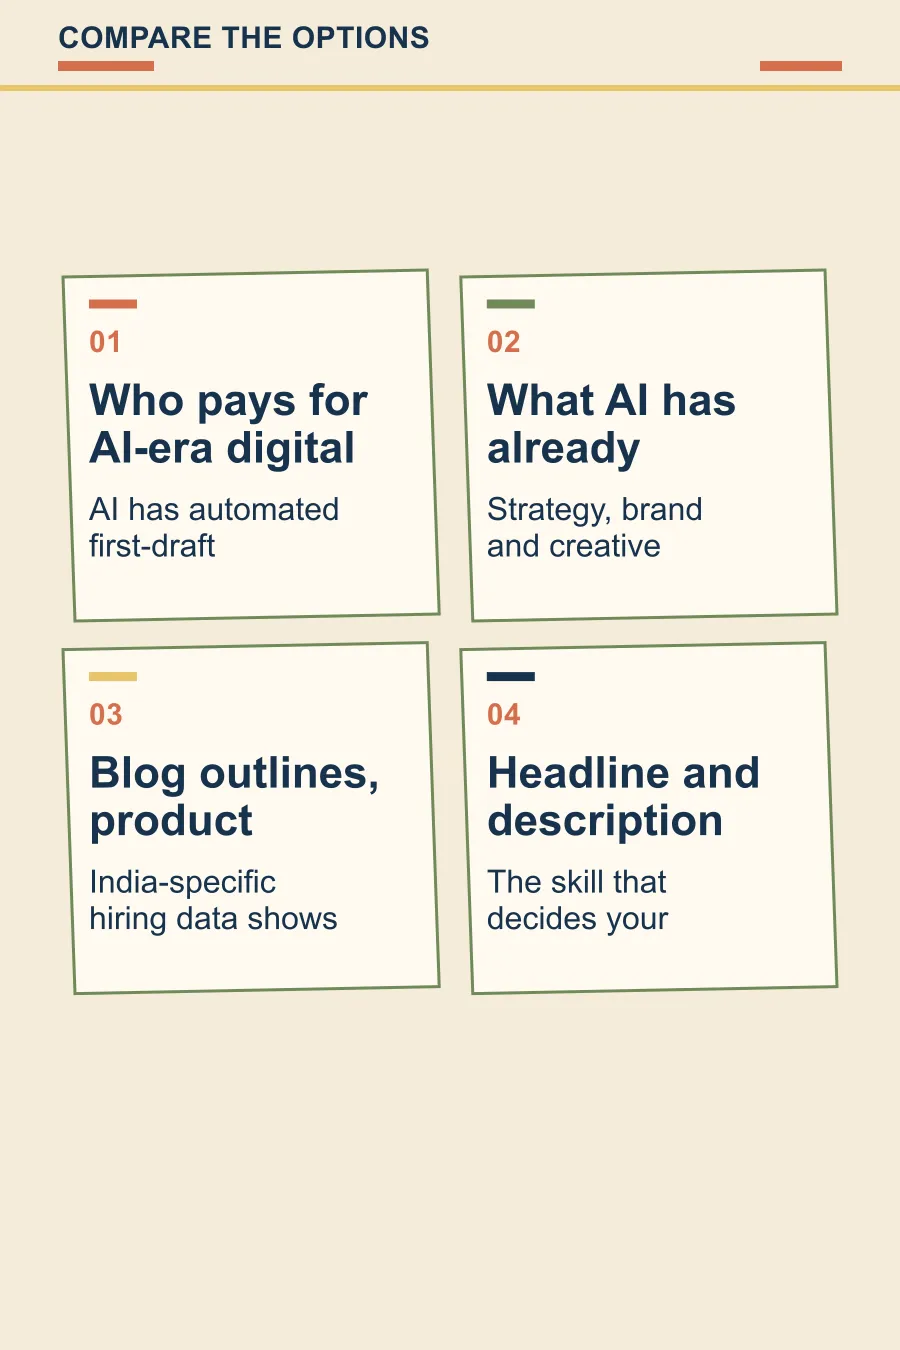 COMPARE THE OPTIONS
01
Who pays for
AI-era digital
AI has automated
first-draft
02
What AI has
already
Strategy, brand
and creative
03
Blog outlines,
product
India-specific
hiring data shows
04
Headline and
description
The skill that
decides your